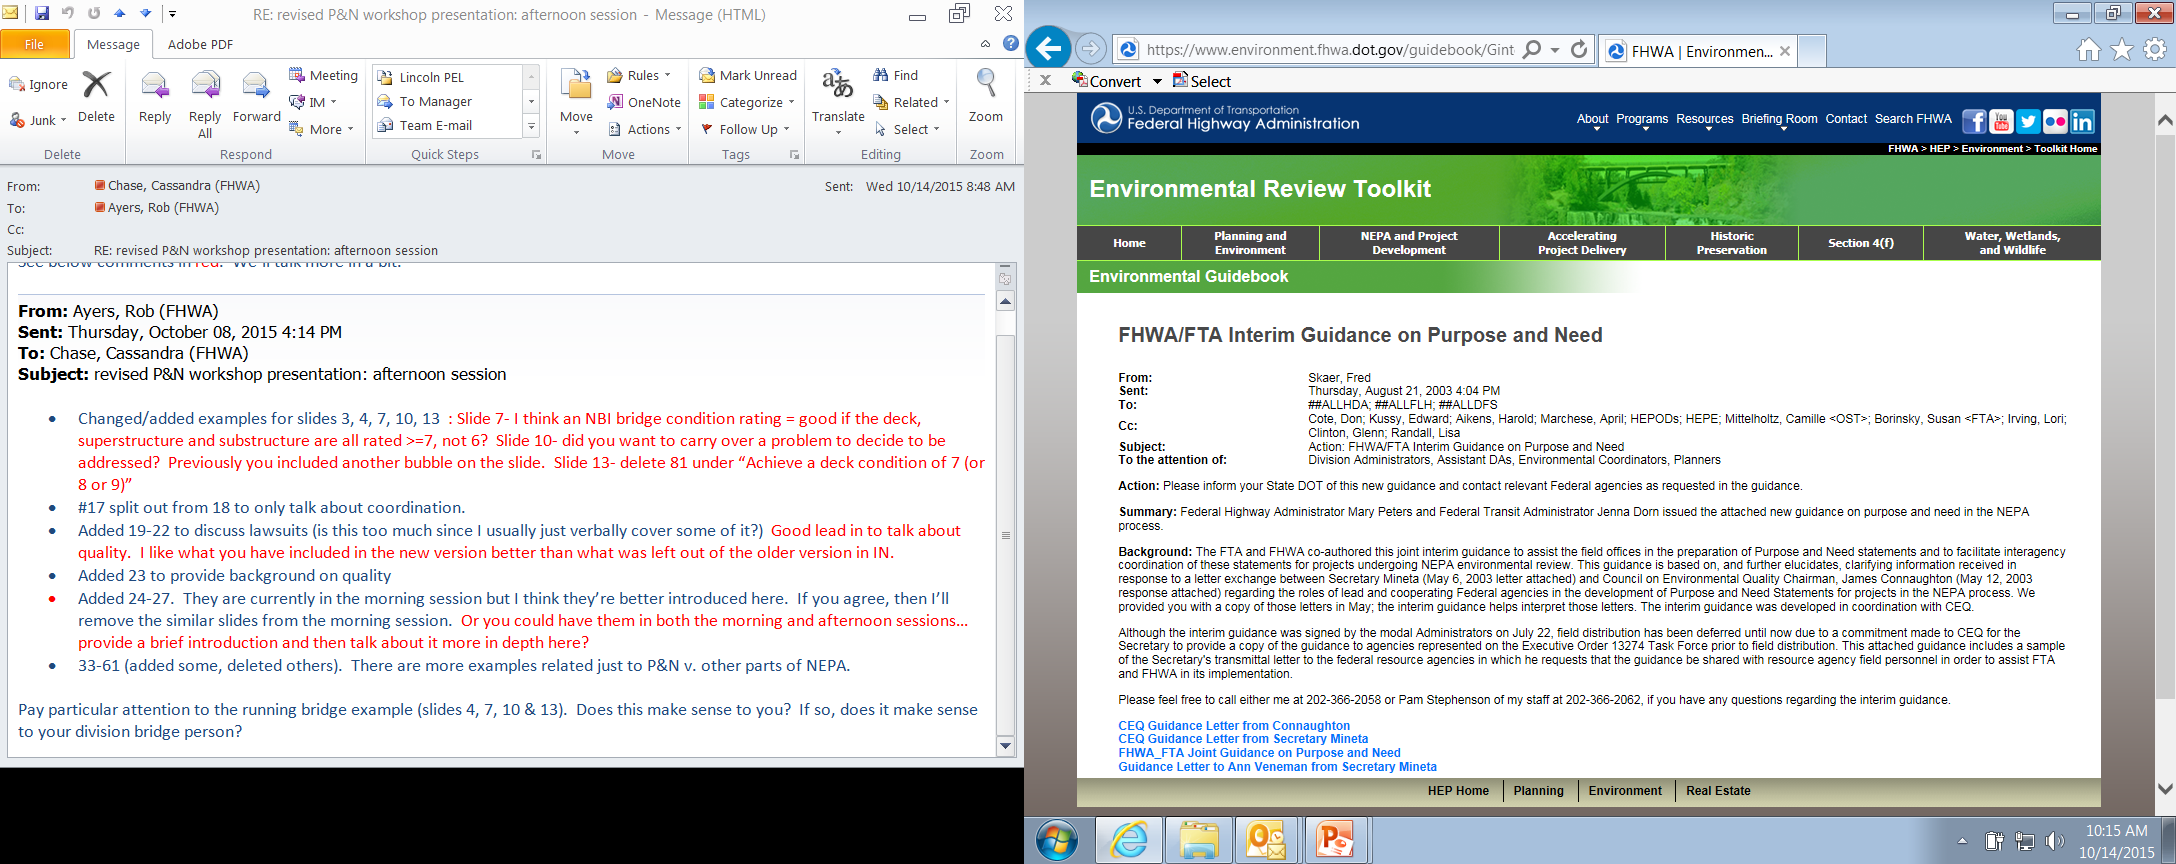 RE: revised P&N workshop presentation: afternoon session - Message (HTML)
File Message Adobe PDF
Ignore
Junk
Delete
Reply
Reply All
Forward
Meeting
IM
More
Lincoln PEL
To Manager
Team E-mail
Move
Rules
OneNote
Actions
Mark Unread
Categorize
Follow Up
Translate
Find
Related
Select
Zoom
Delete Respond Quick Steps Move Tags Editing Zoom
From: Chase, Cassandra (FHWA) Sent: Wed 10/14/2015 8:48 AM
To: Ayers, Rob (FHWA)
Cc:
Subject: RE: revised P&N workshop presentation: afternoon session
See below comments in red. We'll talk more in a bit.
From: Ayers, Rob (FHWA)
Sent: Thursday, October 08, 2015 4:14 PM
To: Chase, Cassandra (FHWA)
Subject: revised P&N workshop presentation: afternoon session
• Changed/added examples for slides 3, 4, 7, 10, 13 : Slide 7- I think an NBI bridge condition rating = good if the deck,
superstructure and substructure are all rated >=7, not 6? Slide 10- did you want to carry over a problem to decide to be
addressed? Previously you included another bubble on the slide. Slide 13- delete 81 under “Achieve a deck condition of 7 (or
8 or 9)”
• #17 split out from 18 to only talk about coordination.
• Added 19-22 to discuss lawsuits (is this too much since I usually just verbally cover some of it?) Good lead in to talk about
quality. I like what you have included in the new version better than what was left out of the older version in IN.
• Added 23 to provide background on quality
• Added 24-27. They are currently in the morning session but I think they’re better introduced here. If you agree, then I’ll
remove the similar slides from the morning session. Or you could have them in both the morning and afternoon sessions…
provide a brief introduction and then talk about it more in depth here?
• 33-61 (added some, deleted others). There are more examples related just to P&N v. other parts of NEPA.
Pay particular attention to the running bridge example (slides 4, 7, 10 & 13). Does this make sense to you? If so, does it make sense
to your division bridge person?
https://www.environment.fhwa.dot.gov/guidebook/Gint
FHWA | Environmen...
x Convert Select
U.S. Department of Transportation
Federal Highway Administration
About Programs Resources Briefing Room Contact Search FHWA
f You Tube in
FHWA > HEP > Environment > Toolkit Home
Environmental Review Toolkit
Home
Planning and Environment
NEPA and Project Development
Accelerating Project Delivery
Historic Preservation
Section 4(f)
Water, Wetlands, and Wildlife
Environmental Guidebook
FHWA/FTA Interim Guidance on Purpose and Need
From: Skaer, Fred
Sent: Thursday, August 21, 2003 4:04 PM
To: ##ALLHDA; ##ALLFLH; ##ALLDFS
Cc: Cote, Don; Kussy, Edward; Aikens, Harold; Marchese, April; HEPODs; HEPE; Mittelholtz, Camille <OST>; Borinsky, Susan <FTA>; Irving, Lori;
Clinton, Glenn; Randall, Lisa
Subject: Action: FHWA/FTA Interim Guidance on Purpose and Need
To the attention of: Division Administrators, Assistant DAs, Environmental Coordinators, Planners
Action: Please inform your State DOT of this new guidance and contact relevant Federal agencies as requested in the guidance.
Summary: Federal Highway Administrator Mary Peters and Federal Transit Administrator Jenna Dorn issued the attached new guidance on purpose and need in the NEPA
process.
Background: The FTA and FHWA co-authored this joint interim guidance to assist the field offices in the preparation of Purpose and Need statements and to facilitate interagency
coordination of these statements for projects undergoing NEPA environmental review. This guidance is based on, and further elucidates, clarifying information received in
response to a letter exchange between Secretary Mineta (May 6, 2003 letter attached) and Council on Environmental Quality Chairman, James Connaughton (May 12, 2003
response attached) regarding the roles of lead and cooperating Federal agencies in the development of Purpose and Need Statements for projects in the NEPA process. We
provided you with a copy of those letters in May; the interim guidance helps interpret those letters. The interim guidance was developed in coordination with CEQ.
Although the interim guidance was signed by the modal Administrators on July 22, field distribution has been deferred until now due to a commitment made to CEQ for the
Secretary to provide a copy of the guidance to agencies represented on the Executive Order 13274 Task Force prior to field distribution. This attached guidance includes a sample
of the Secretary's transmittal letter to the federal resource agencies in which he requests that the guidance be shared with resource agency field personnel in order to assist FTA
and FHWA in its implementation.
Please feel free to call either me at 202-366-2058 or Pam Stephenson of my staff at 202-366-2062, if you have any questions regarding the interim guidance.
CEQ Guidance Letter from Connaughton
CEQ Guidance Letter from Secretary Mineta
FHWA_FTA Joint Guidance on Purpose and Need
Guidance Letter to Ann Veneman from Secretary Mineta
HEP Home Planning Environment Real Estate
10:15 AM
10/14/2015